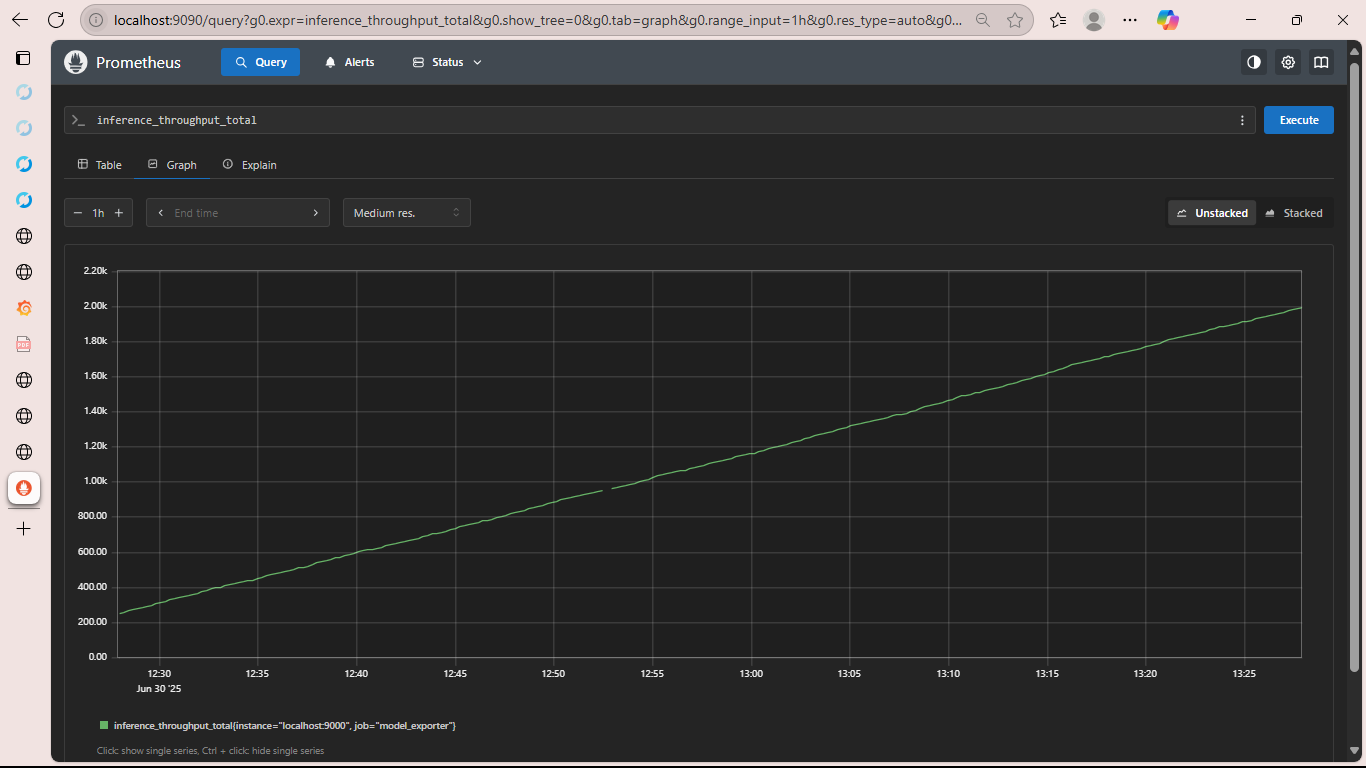 localhost:9090/query?g0.expr=inference_throughput_total&g0.show_tree=0&g0.tab=graph&g0.range_input=1h&g0.res_type=auto&g0...
Prometheus
Query
Alerts
Status
>_ inference_throughput_total
Execute
Table
Graph
Explain
− 1h +
End time
Medium res.
Unstacked
Stacked
2.20k
2.00k
1.80k
1.60k
1.40k
1.20k
1.00k
800.00
600.00
400.00
200.00
0.00
12:30 12:35 12:40 12:45 12:50 12:55 13:00 13:05 13:10 13:15 13:20 13:25
Jun 30 '25
inference_throughput_total{instance="localhost:9000", job="model_exporter"}
Click: show single series, Ctrl + click: hide single series
PDF